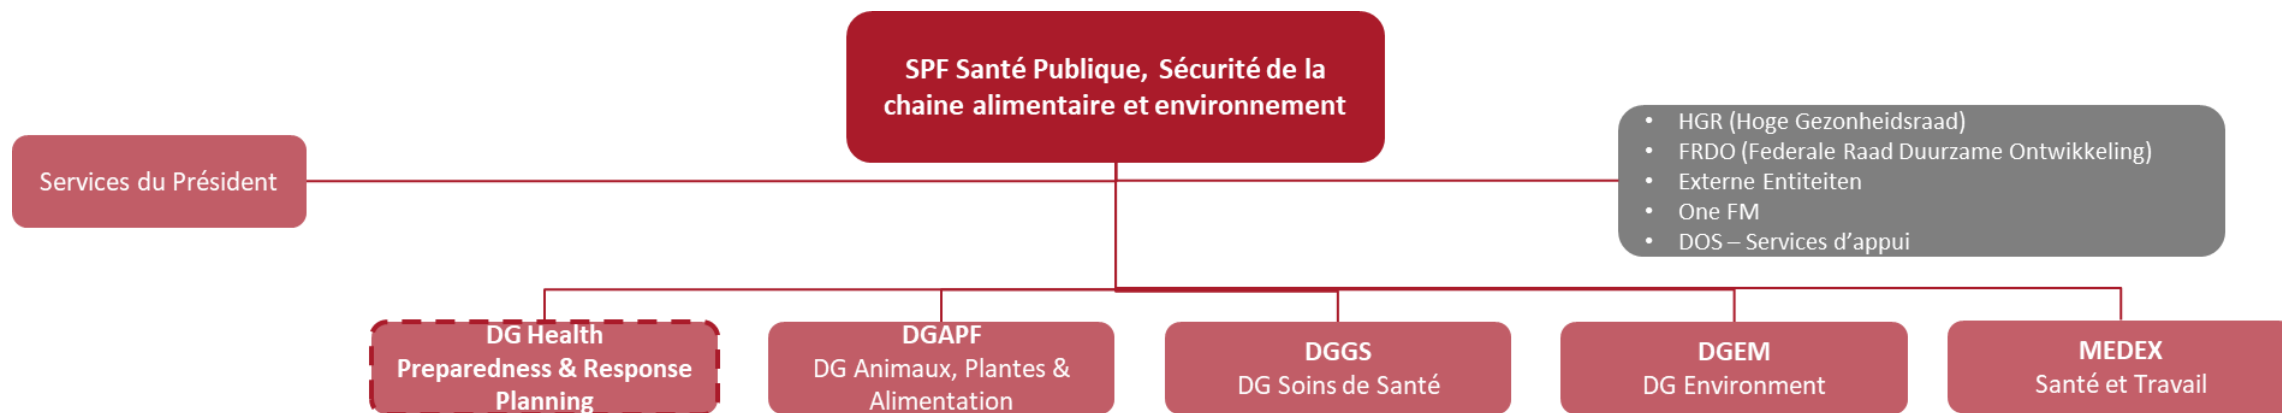 SPF Santé Publique, Sécurité de la
chaine alimentaire et environnement
Services du Président
• HGR (Hoge Gezonheidsraad)
• FRDO (Federale Raad Duurzame Ontwikkeling)
• Externe Entiteiten
• One FM
• DOS – Services d'appui
DG Health
Preparedness & Response
Planning
DGAPF
DG Animaux, Plantes &
Alimentation
DGGS
DG Soins de Santé
DGEM
DG Environment
MEDEX
Santé et Travail